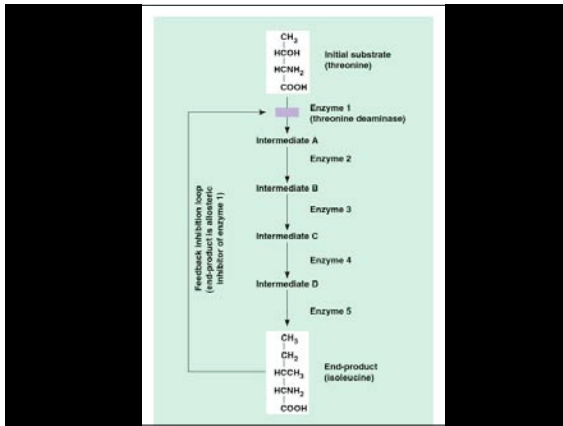 CH3
HCOH
HCNH2
COOH
Initial substrate
(threonine)
Enzyme 1
(threonine deaminase)
Intermediate A
Enzyme 2
Intermediate B
Enzyme 3
Intermediate C
Enzyme 4
Intermediate D
Enzyme 5
CH3
CH2
HCCH3
HCNH2
COOH
End-product
(isoleucine)
Feedback inhibition loop
(end-product is allosteric
inhibitor of enzyme 1)